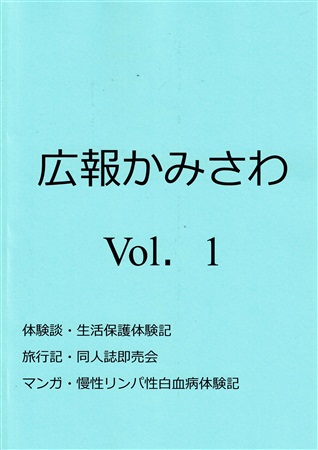 広報かみさわ
Vol. 1
体験談・生活保護体験記
旅行記・同人誌即売会
マンガ・慢性リンパ性白血病体験記